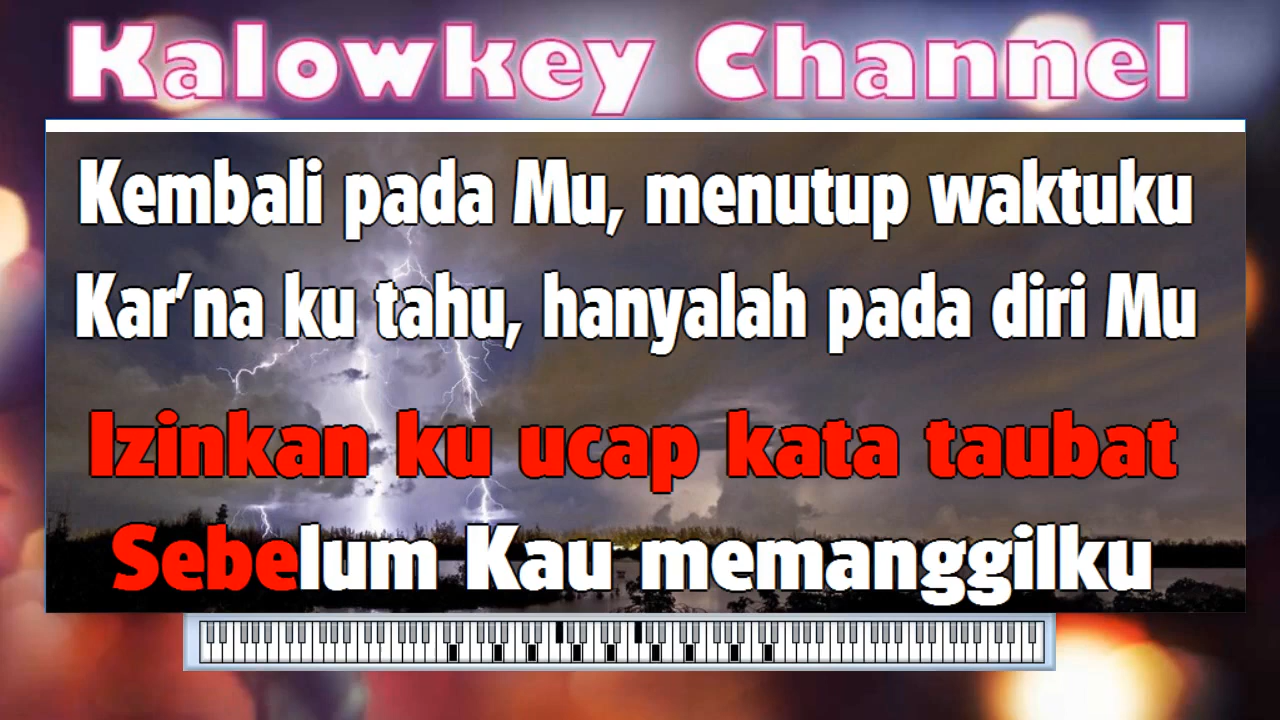 Kalowkey Channel
Kembali pada Mu, menutup waktuku
Kar'na ku tahu, hanyalah pada diri Mu
Izinkan ku ucap kata taubat
Sebelum Kau memanggilku